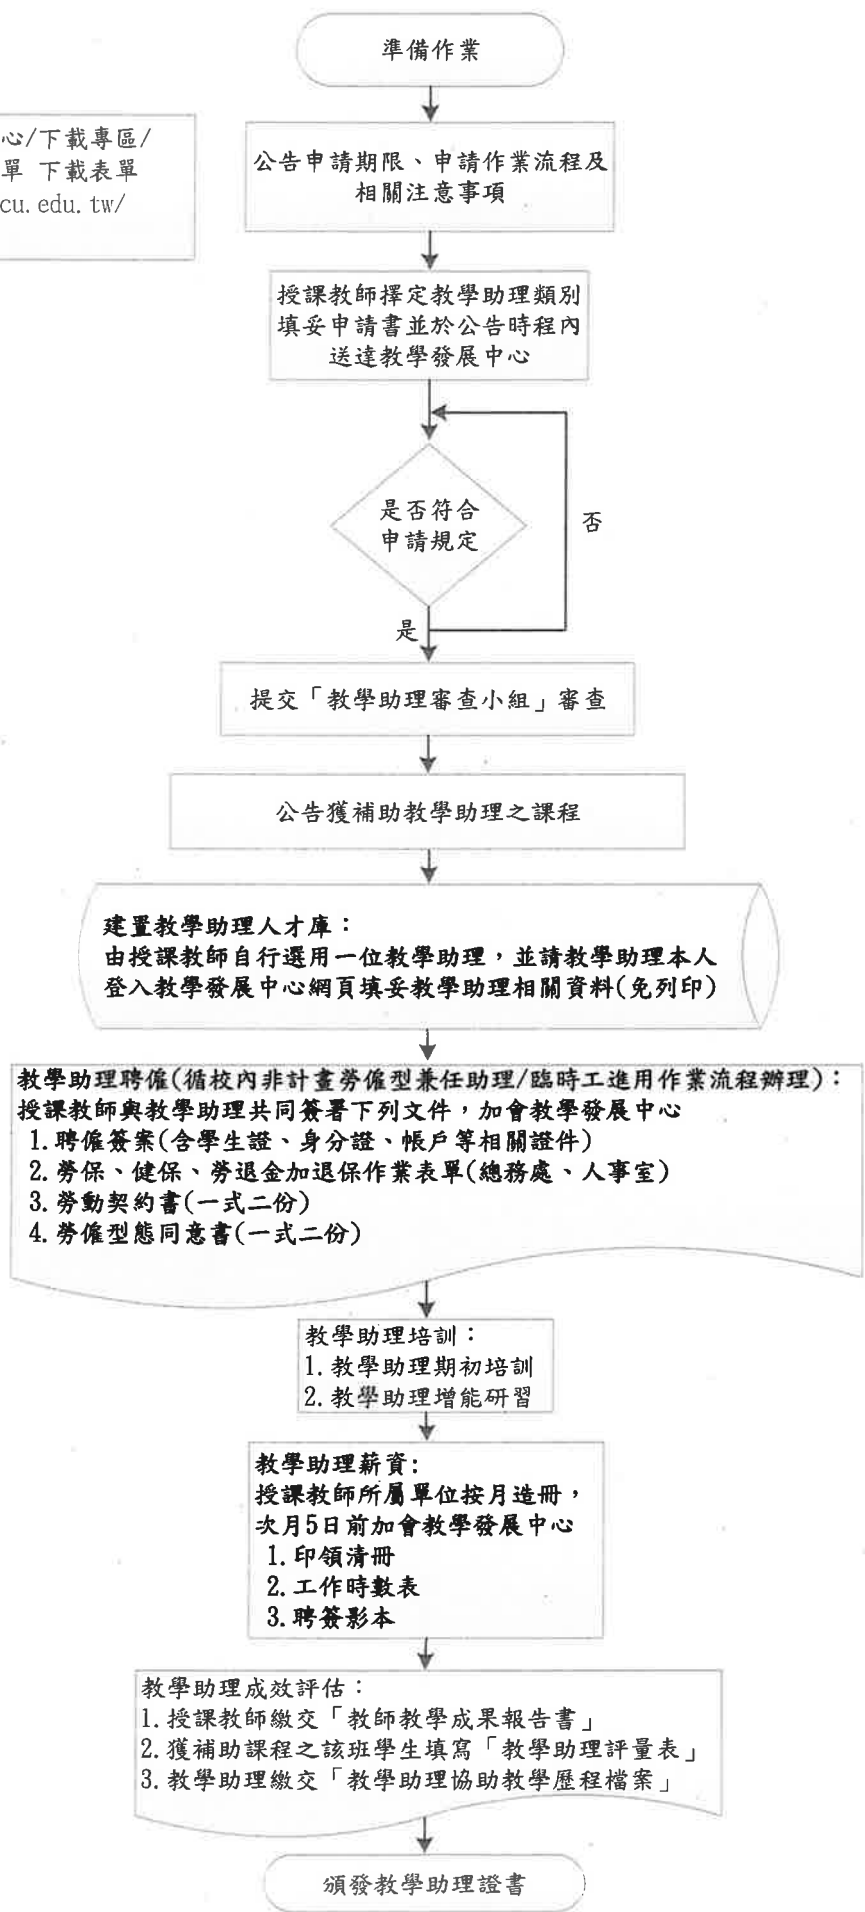 準備作業
心/下載專區/
單 下載表單
cu.edu.tw/
公告申請期限、申請作業流程及
相關注意事項
授課教師擇定教學助理類別
填妥申請書並於公告時程內
送達教學發展中心
是否符合
申請規定
否
是
提交「教學助理審查小組」審查
公告獲補助教學助理之課程
建置教學助理人才庫：
由授課教師自行選用一位教學助理，並請教學助理本人
登入教學發展中心網頁填妥教學助理相關資料(免列印)
教學助理聘僱(循校內非計畫勞僱型兼任助理/臨時工進用作業流程辦理)：
授課教師與教學助理共同簽署下列文件，加會教學發展中心
1.聘僱簽案(含學生證、身分證、帳戶等相關證件)
2.勞保、健保、勞退金加退保作業表單(總務處、人事室)
3.勞動契約書(一式二份)
4.勞僱型態同意書(一式二份)
教學助理培訓：
1.教學助理期初培訓
2.教學助理增能研習
教學助理薪資:
授課教師所屬單位按月造冊，
次月5日前加會教學發展中心
1.印領清冊
2.工作時數表
3.聘簽影本
教學助理成效評估：
1.授課教師繳交「教師教學成果報告書」
2.獲補助課程之該班學生填寫「教學助理評量表」
3.教學助理繳交「教學助理協助教學歷程檔案」
頒發教學助理證書